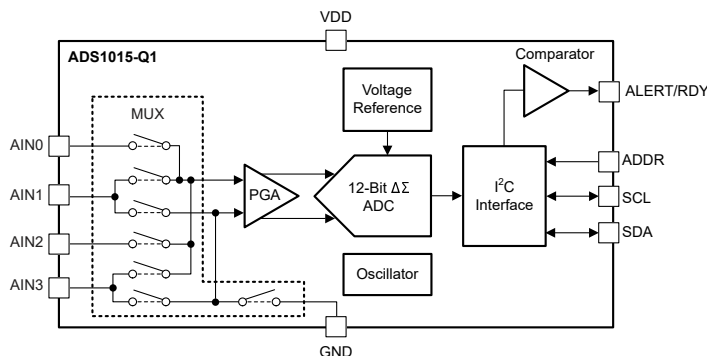 VDD
ADS1015-Q1
Comparator
Voltage
Reference
ALERT/RDY
MUX
AIN0
ADDR
AIN1
PGA
12-Bit ΔΣ
ADC
I²C
Interface
SCL
AIN2
SDA
Oscillator
AIN3
GND